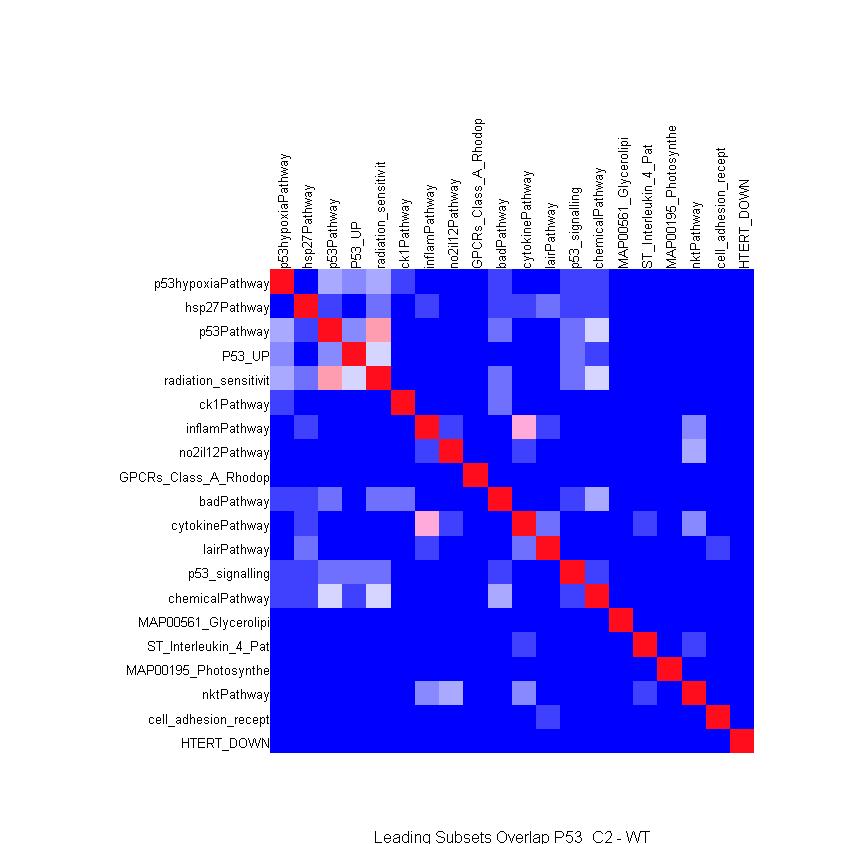 p53hypoxiaPathway
hsp27Pathway
p53Pathway
P53_UP
radiation_sensitivit
ck1Pathway
inflamPathway
no2il12Pathway
GPCRs_Class_A_Rhodop
badPathway
cytokinePathway
lairPathway
p53_signalling
chemicalPathway
MAP00561_Glycerolipi
ST_Interleukin_4_Pat
MAP00195_Photosynthe
nktPathway
cell_adhesion_recept
HTERT_DOWN
p53hypoxiaPathway
hsp27Pathway
p53Pathway
P53_UP
radiation_sensitivit
ck1Pathway
inflamPathway
no2il12Pathway
GPCRs_Class_A_Rhodop
badPathway
cytokinePathway
lairPathway
p53_signalling
chemicalPathway
MAP00561_Glycerolipi
ST_Interleukin_4_Pat
MAP00195_Photosynthe
nktPathway
cell_adhesion_recept
HTERT_DOWN
Leading Subsets Overlap P53_C2 - WT